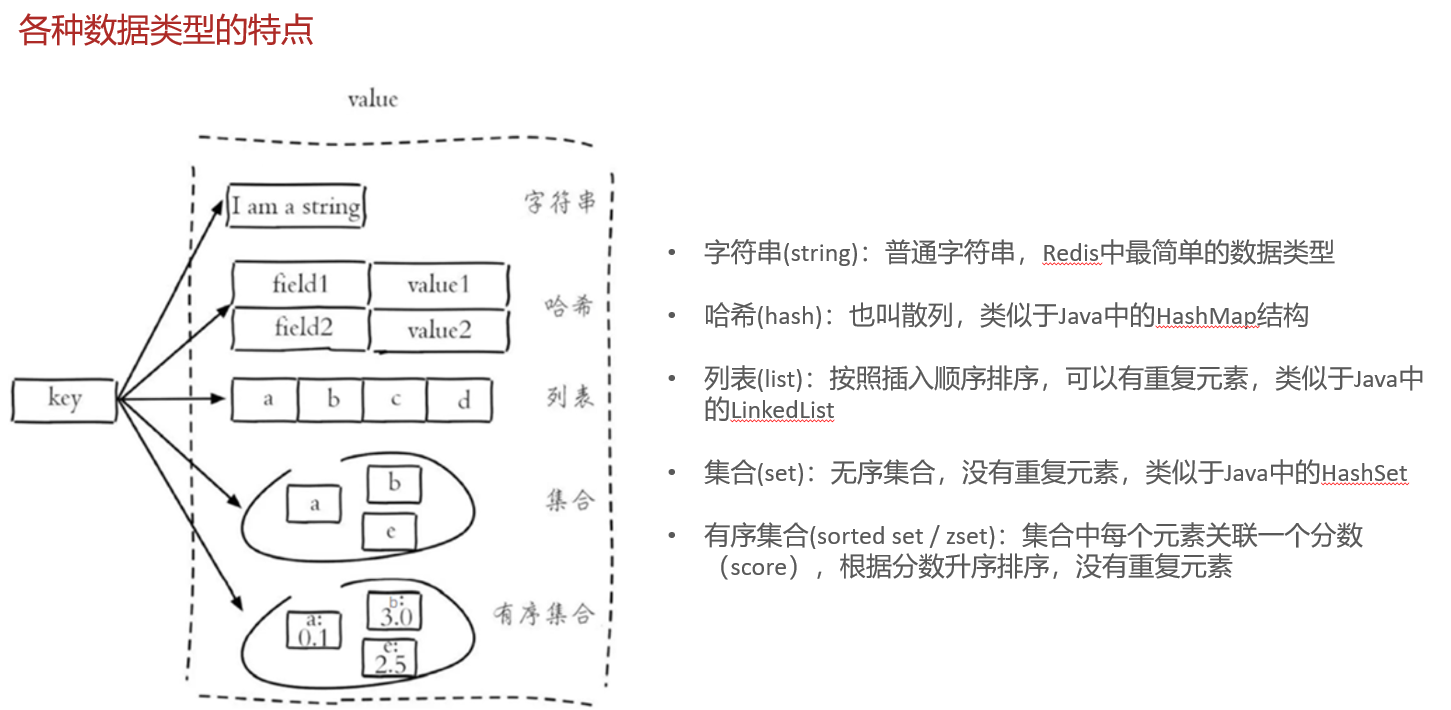 各种数据类型的特点
value
I am a string
字符串
field1 value1
哈希
field2 value2
key
a b c d
列表
a
b
e
集合
a:
0.1
b:
3.0
e:
2.5
有序集合
• 字符串(string)：普通字符串，Redis中最简单的数据类型
• 哈希(hash)：也叫散列，类似于Java中的HashMap结构
• 列表(list)：按照插入顺序排序，可以有重复元素，类似于Java中
的LinkedList
• 集合(set)：无序集合，没有重复元素，类似于Java中的HashSet
• 有序集合(sorted set / zset)：集合中每个元素关联一个分数
（score），根据分数升序排序，没有重复元素